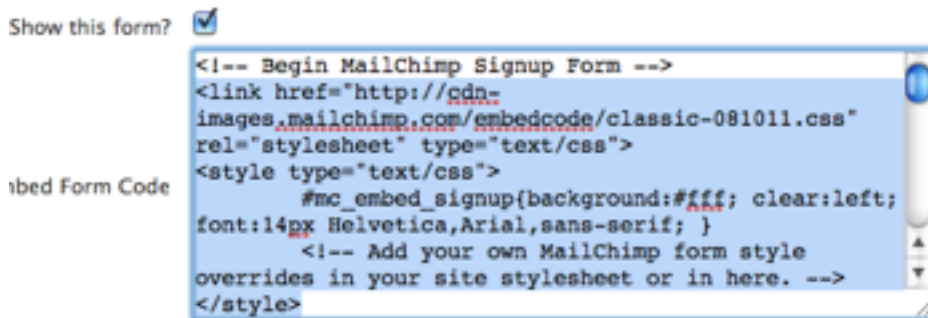 Show this form?
<!-- Begin MailChimp Signup Form -->
<link href="http://cdn-
images.mailchimp.com/embedcode/classic-081011.css"
rel="stylesheet" type="text/css">
<style type="text/css">
#mc_embed_signup{background:#fff; clear:left;
bed Form Code
font:14px Helvetica,Arial,sans-serif; }
<!-- Add your own MailChimp form style
overrides in your site stylesheet or in here. -->
</style>